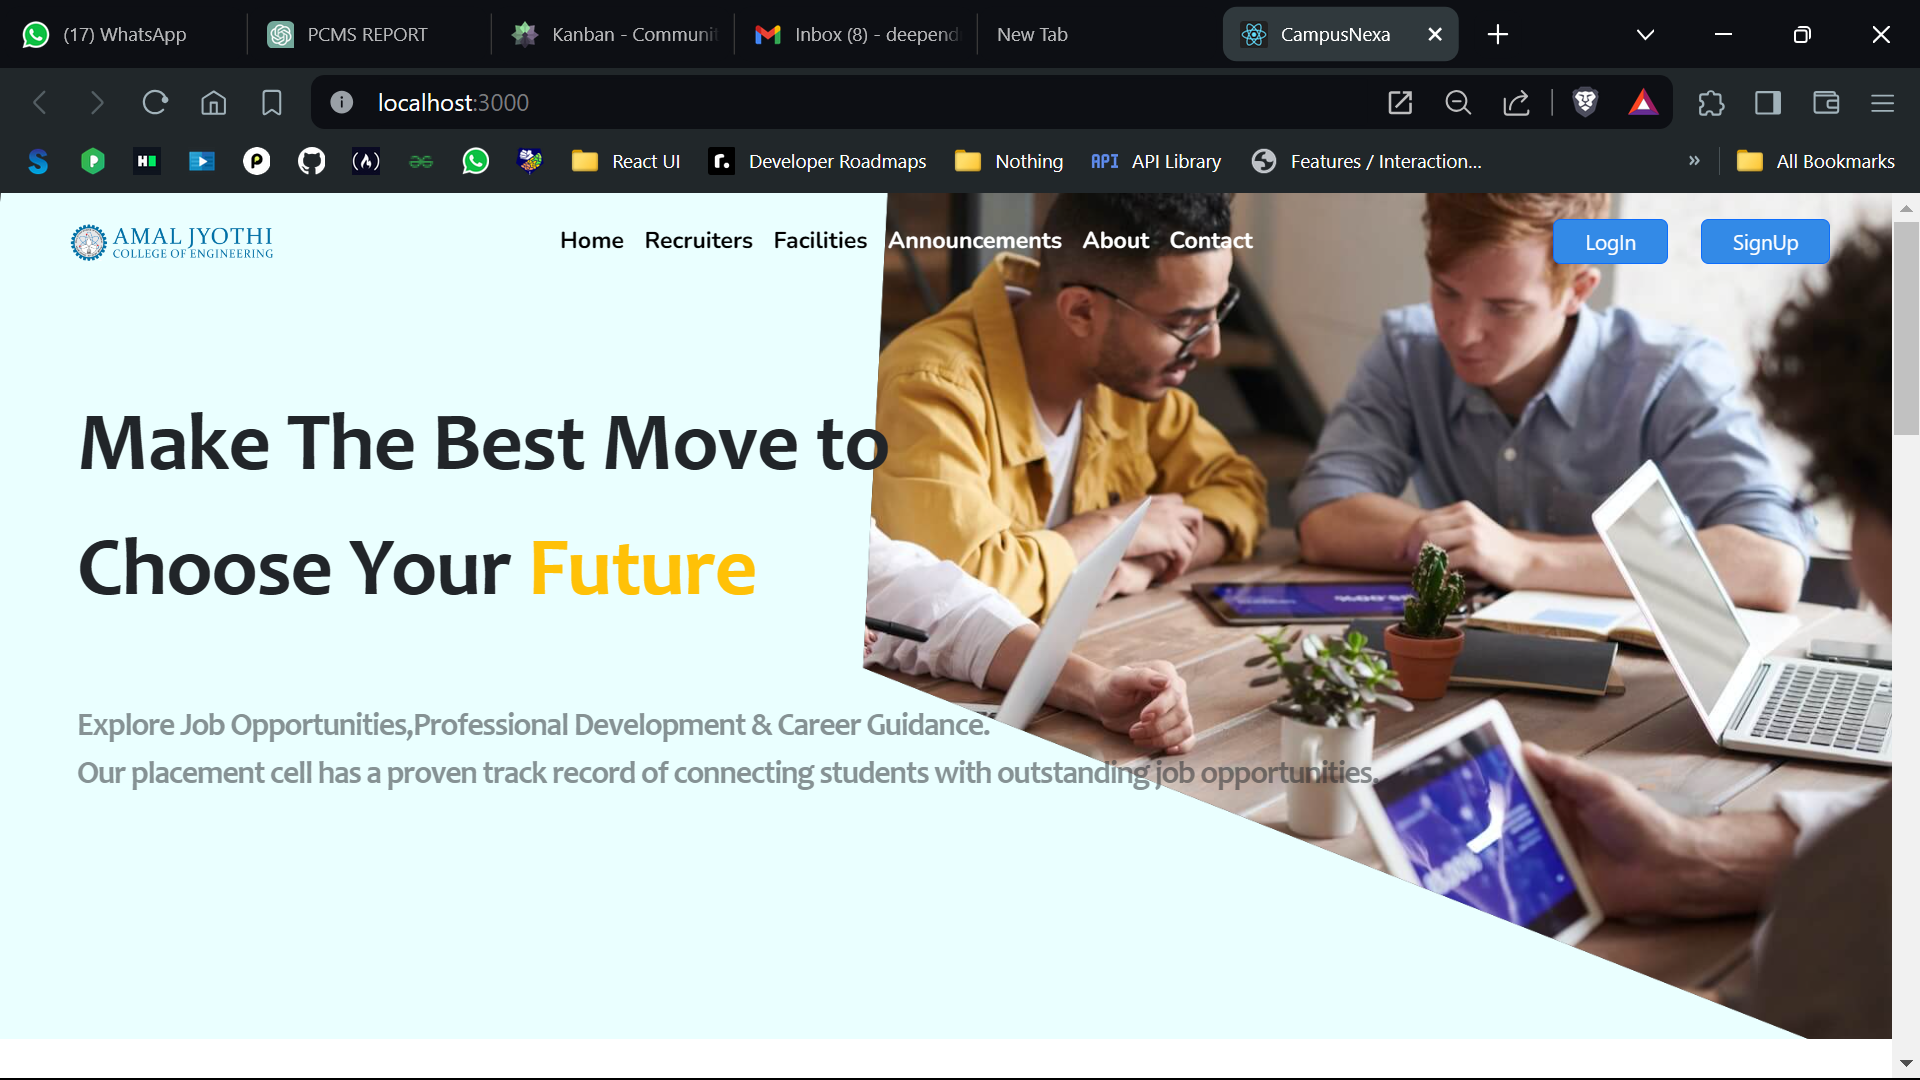 (17) WhatsApp
PCMS REPORT
Kanban - Communit
Inbox (8) - deepend
New Tab
CampusNexa
localhost:3000
React UI
Developer Roadmaps
Nothing
API API Library
Features / Interaction...
»
All Bookmarks
AMAL JYOTHI
COLLEGE OF ENGINEERING
Home Recruiters Facilities Announcements About Contact
LogIn
SignUp
Make The Best Move to
Choose Your Future
Explore Job Opportunities,Professional Development & Career Guidance.
Our placement cell has a proven track record of connecting students with outstanding job opportunities.